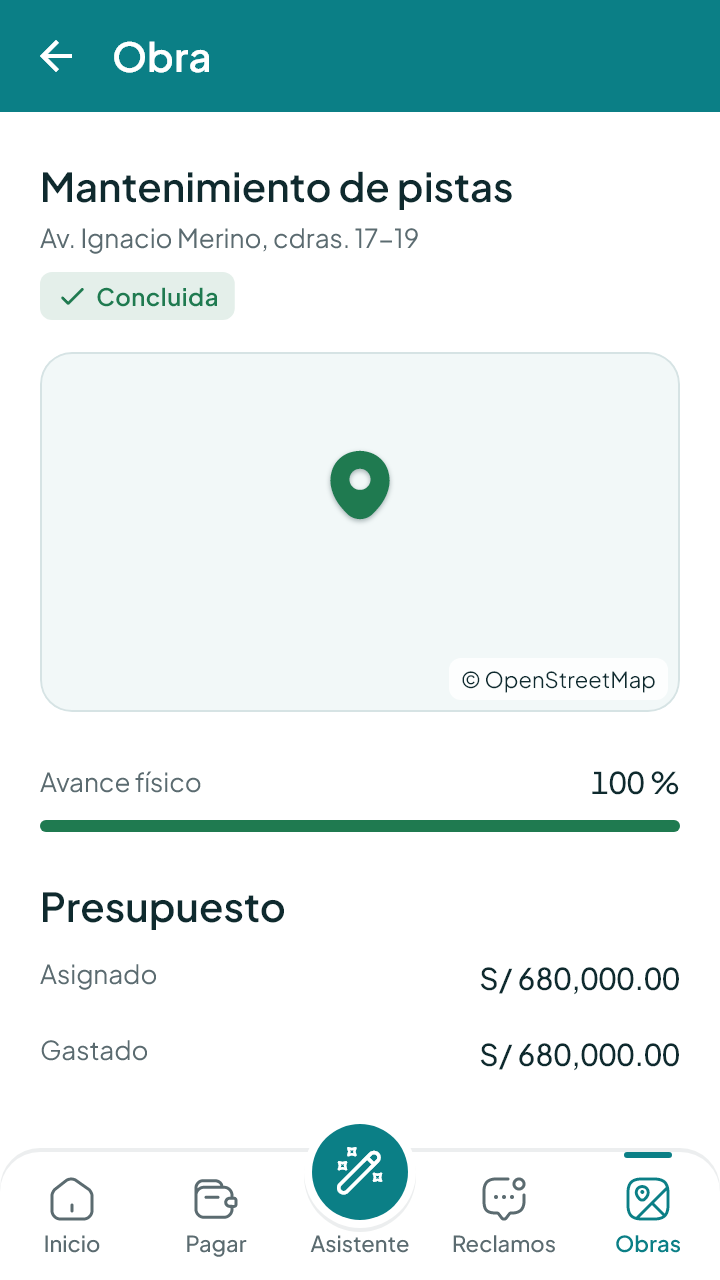 Obra
Mantenimiento de pistas
Av. Ignacio Merino, cdras. 17–19
Concluida
© OpenStreetMap
Avance físico 100 %
Presupuesto
Asignado S/ 680,000.00
Gastado S/ 680,000.00
Inicio Pagar Asistente Reclamos Obras